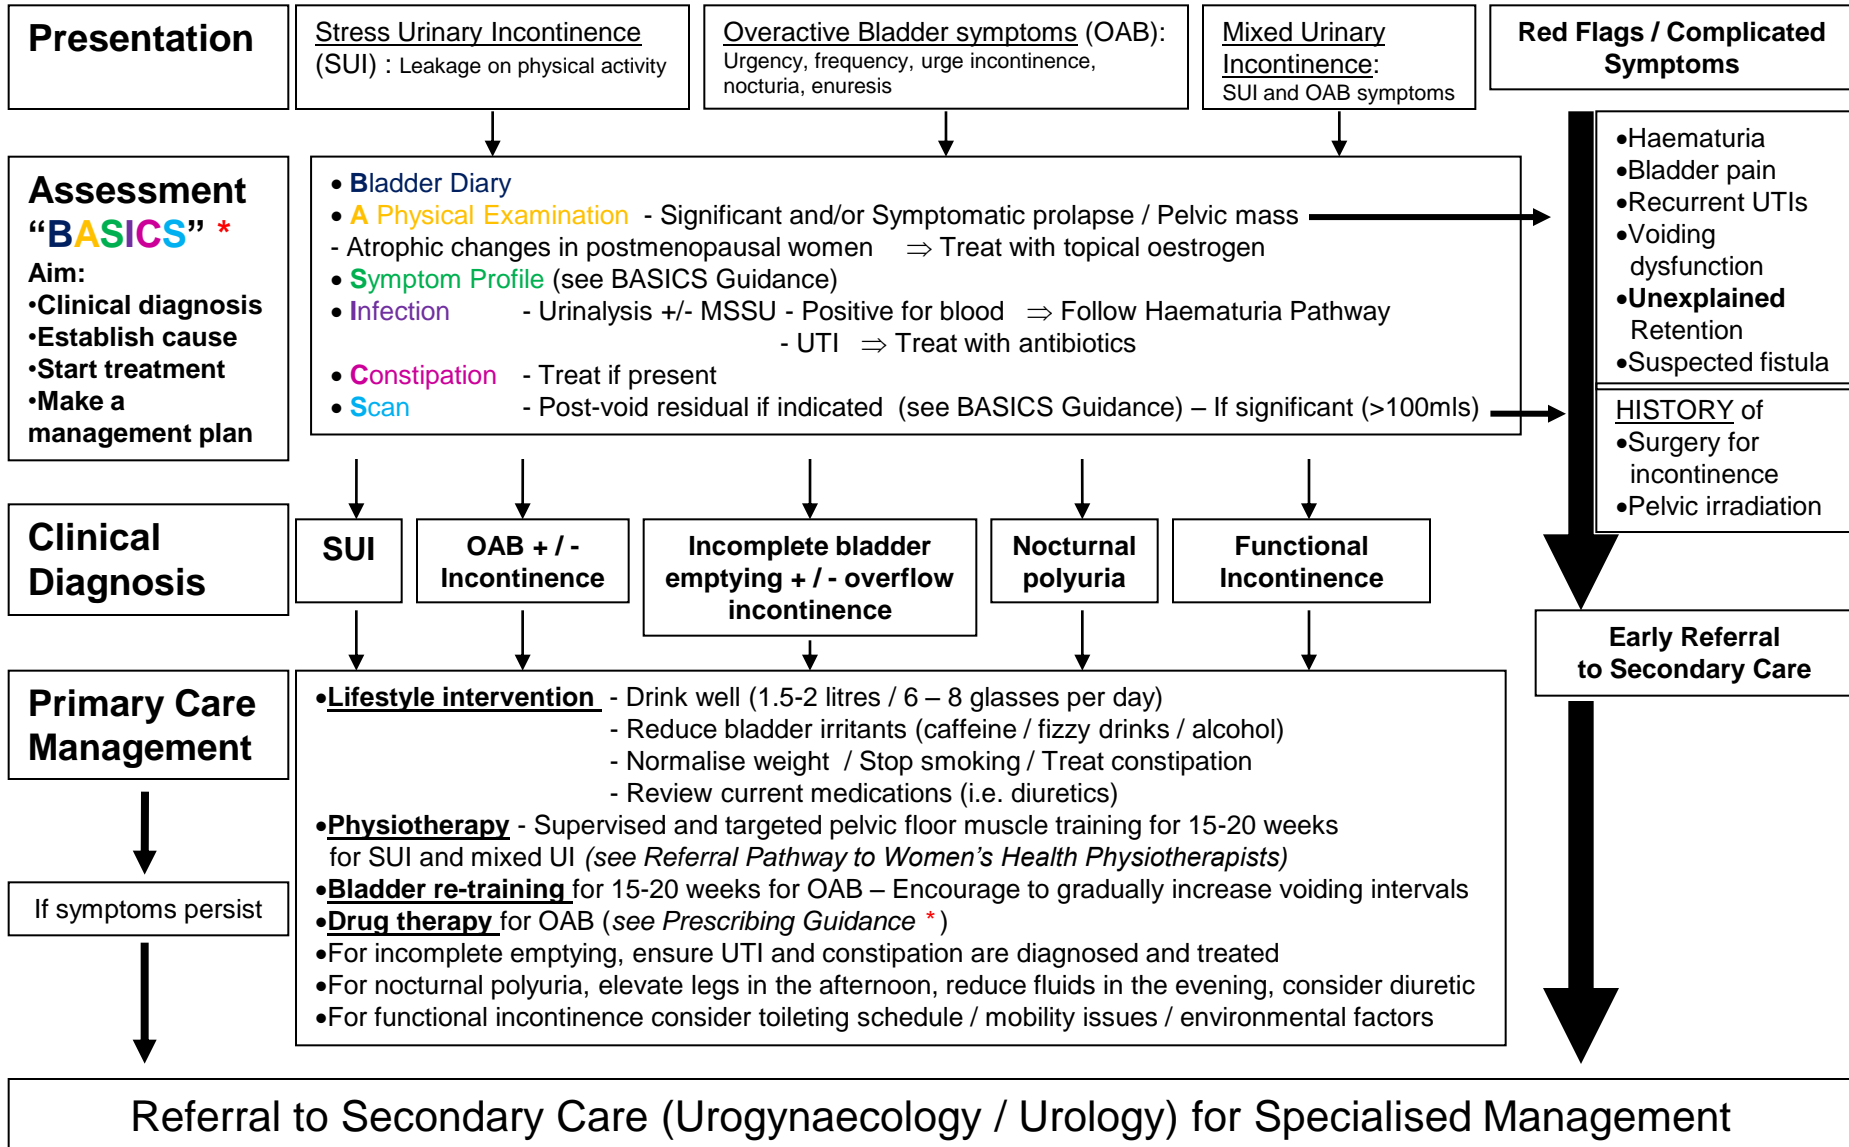 Presentation
Stress Urinary Incontinence
(SUI) : Leakage on physical activity
Overactive Bladder symptoms (OAB):
Urgency, frequency, urge incontinence,
nocturia, enuresis
Mixed Urinary
Incontinence:
SUI and OAB symptoms
Red Flags / Complicated
Symptoms
Assessment
“BASICS” *
Aim:
•Clinical diagnosis
•Establish cause
•Start treatment
•Make a
management plan
• Bladder Diary
• A Physical Examination - Significant and/or Symptomatic prolapse / Pelvic mass
- Atrophic changes in postmenopausal women ⇒ Treat with topical oestrogen
• Symptom Profile (see BASICS Guidance)
• Infection - Urinalysis +/- MSSU - Positive for blood ⇒ Follow Haematuria Pathway
- UTI ⇒ Treat with antibiotics
• Constipation - Treat if present
• Scan - Post-void residual if indicated (see BASICS Guidance) – If significant (>100mls)
•Haematuria
•Bladder pain
•Recurrent UTIs
•Voiding
dysfunction
•Unexplained
Retention
•Suspected fistula
HISTORY of
•Surgery for
incontinence
•Pelvic irradiation
Clinical
Diagnosis
SUI
OAB + / -
Incontinence
Incomplete bladder
emptying + / - overflow
incontinence
Nocturnal
polyuria
Functional
Incontinence
Early Referral
to Secondary Care
Primary Care
Management
If symptoms persist
•Lifestyle intervention - Drink well (1.5-2 litres / 6 – 8 glasses per day)
- Reduce bladder irritants (caffeine / fizzy drinks / alcohol)
- Normalise weight / Stop smoking / Treat constipation
- Review current medications (i.e. diuretics)
•Physiotherapy - Supervised and targeted pelvic floor muscle training for 15-20 weeks
for SUI and mixed UI (see Referral Pathway to Women’s Health Physiotherapists)
•Bladder re-training for 15-20 weeks for OAB – Encourage to gradually increase voiding intervals
•Drug therapy for OAB (see Prescribing Guidance *)
•For incomplete emptying, ensure UTI and constipation are diagnosed and treated
•For nocturnal polyuria, elevate legs in the afternoon, reduce fluids in the evening, consider diuretic
•For functional incontinence consider toileting schedule / mobility issues / environmental factors
Referral to Secondary Care (Urogynaecology / Urology) for Specialised Management